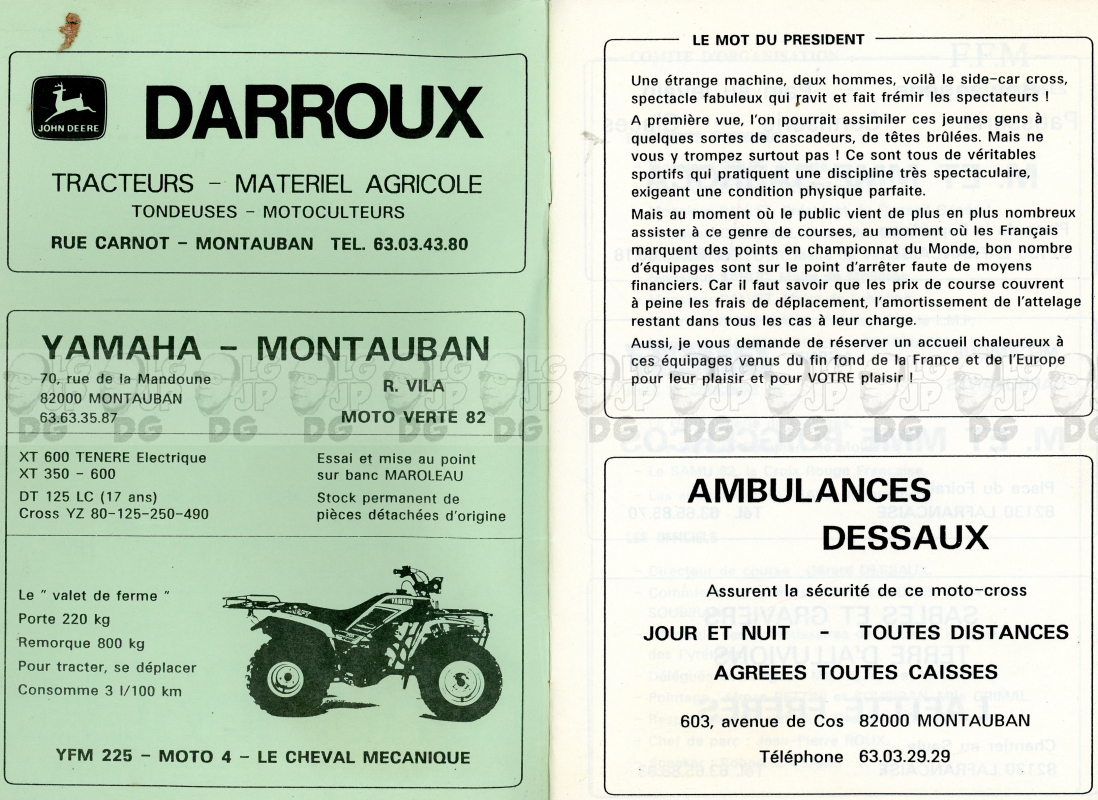 JOHN DEERE
DARROUX
TRACTEURS - MATERIEL AGRICOLE
TONDEUSES - MOTOCULTEURS
RUE CARNOT - MONTAUBAN TEL. 63.03.43.80
YAMAHA - MONTAUBAN
70, rue de la Mandoune
82000 MONTAUBAN
63.63.35.87
R. VILA
MOTO VERTE 82
XT 600 TENERE Electrique
XT 350 - 600
DT 125 LC (17 ans)
Cross YZ 80-125-250-490
Essai et mise au point
sur banc MAROLEAU
Stock permanent de
pièces détachées d'origine
Le " valet de ferme "
Porte 220 kg
Remorque 800 kg
Pour tracter, se déplacer
Consomme 3 l/100 km
YAMAHA
YFM 225 - MOTO 4 - LE CHEVAL MECANIQUE
LE MOT DU PRESIDENT
Une étrange machine, deux hommes, voilà le side-car cross,
spectacle fabuleux qui ravit et fait frémir les spectateurs !
A première vue, l'on pourrait assimiler ces jeunes gens à
quelques sortes de cascadeurs, de têtes brûlées. Mais ne
vous y trompez surtout pas ! Ce sont tous de véritables
sportifs qui pratiquent une discipline très spectaculaire,
exigeant une condition physique parfaite.
Mais au moment où le public vient de plus en plus nombreux
assister à ce genre de courses, au moment où les Français
marquent des points en championnat du Monde, bon nombre
d'équipages sont sur le point d'arrêter faute de moyens
financiers. Car il faut savoir que les prix de course couvrent
à peine les frais de déplacement, l'amortissement de l'attelage
restant dans tous les cas à leur charge.
Aussi, je vous demande de réserver un accueil chaleureux à
ces équipages venus du fin fond de la France et de l'Europe
pour leur plaisir et pour VOTRE plaisir !
AMBULANCES
DESSAUX
Assurent la sécurité de ce moto-cross
JOUR ET NUIT - TOUTES DISTANCES
AGREEES TOUTES CAISSES
603, avenue de Cos 82000 MONTAUBAN
Téléphone 63.03.29.29